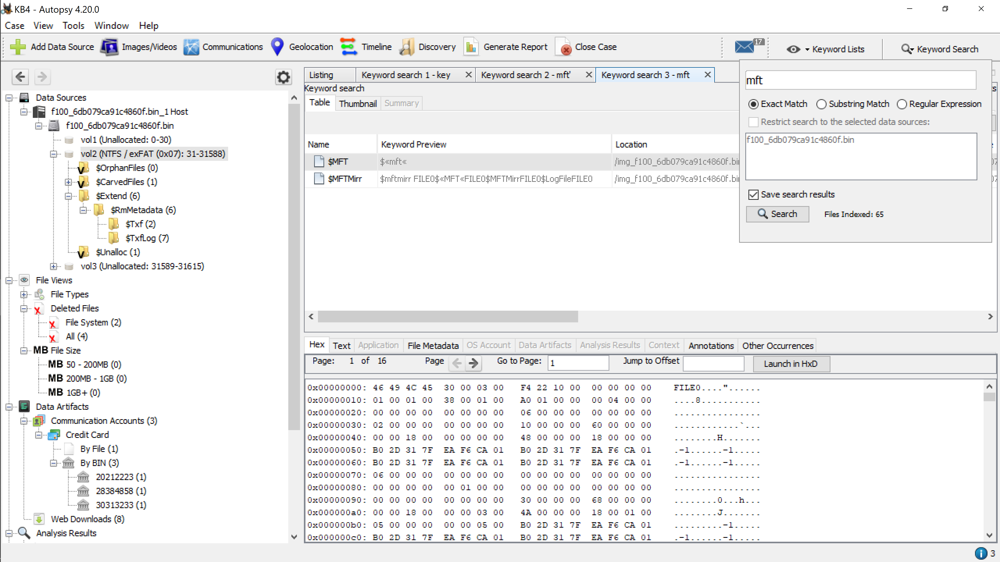 KB4 - Autopsy 4.20.0
Case View Tools Window Help
Add Data Source Images/Videos Communications Geolocation Timeline Discovery Generate Report Close Case 17 Keyword Lists Keyword Search
Data Sources
f100_6db079ca91c4860f.bin_1 Host
f100_6db079ca91c4860f.bin
vol1 (Unallocated: 0-30)
vol2 (NTFS / exFAT (0x07): 31-31588)
$OrphanFiles (0)
$CarvedFiles (1)
$Extend (6)
$RmMetadata (6)
$Txf (2)
$TxfLog (7)
$Unalloc (1)
vol3 (Unallocated: 31589-31615)
File Views
File Types
Deleted Files
File System (2)
All (4)
MB File Size
MB 50 - 200MB (0)
MB 200MB - 1GB (0)
MB 1GB+ (0)
Data Artifacts
Communication Accounts (3)
Credit Card
By File (1)
By BIN (3)
20212223 (1)
28384858 (1)
30313233 (1)
Web Downloads (8)
Analysis Results
Listing Keyword search 1 - key Keyword search 2 - mft' Keyword search 3 - mft
Keyword search
Table Thumbnail Summary
Name Keyword Preview Location
$MFT $«mft« /img_f100_6db079ca91c4860f.bin
$MFTMirr $mftmirr FILE0$«MFT«FILE0$MFTMirrFILE0$LogFileFILE0 /img_f100_6db079ca91c4860f.bin
mft
Exact Match Substring Match Regular Expression
Restrict search to the selected data sources:
f100_6db079ca91c4860f.bin
Save search results
Search Files Indexed: 65
Hex Text Application File Metadata OS Account Data Artifacts Analysis Results Context Annotations Other Occurrences
Page: 1 of 16 Page Go to Page: 1 Jump to Offset Launch in HxD
0x00000000: 46 49 4C 45 30 00 03 00 F4 22 10 00 00 00 00 00 FILE0....".. ....
0x00000010: 01 00 01 00 38 00 01 00 A0 01 00 00 00 04 00 00 ....8...........
0x00000020: 00 00 00 00 00 00 00 00 06 00 00 00 00 00 00 00 ................
0x00000030: 02 00 00 00 00 00 00 00 10 00 00 00 60 00 00 00 ............`...
0x00000040: 00 00 18 00 00 00 00 00 48 00 00 00 18 00 00 00 ........H.......
0x00000050: B0 2D 31 7F EA F6 CA 01 B0 2D 31 7F EA F6 CA 01 .-1......-1.....
0x00000060: B0 2D 31 7F EA F6 CA 01 B0 2D 31 7F EA F6 CA 01 .-1......-1.....
0x00000070: 06 00 00 00 00 00 00 00 00 00 00 00 00 00 00 00 ................
0x00000080: 00 00 00 00 00 01 00 00 00 00 00 00 00 00 00 00 ................
0x00000090: 00 00 00 00 00 00 00 00 30 00 00 00 68 00 00 00 ........0...h...
0x000000a0: 00 00 18 00 00 00 03 00 4A 00 00 00 18 00 01 00 ........J.......
0x000000b0: 05 00 00 00 00 00 05 00 B0 2D 31 7F EA F6 CA 01 .........-1.....
0x000000c0: B0 2D 31 7F EA F6 CA 01 B0 2D 31 7F EA F6 CA 01 .-1......-1.....
3